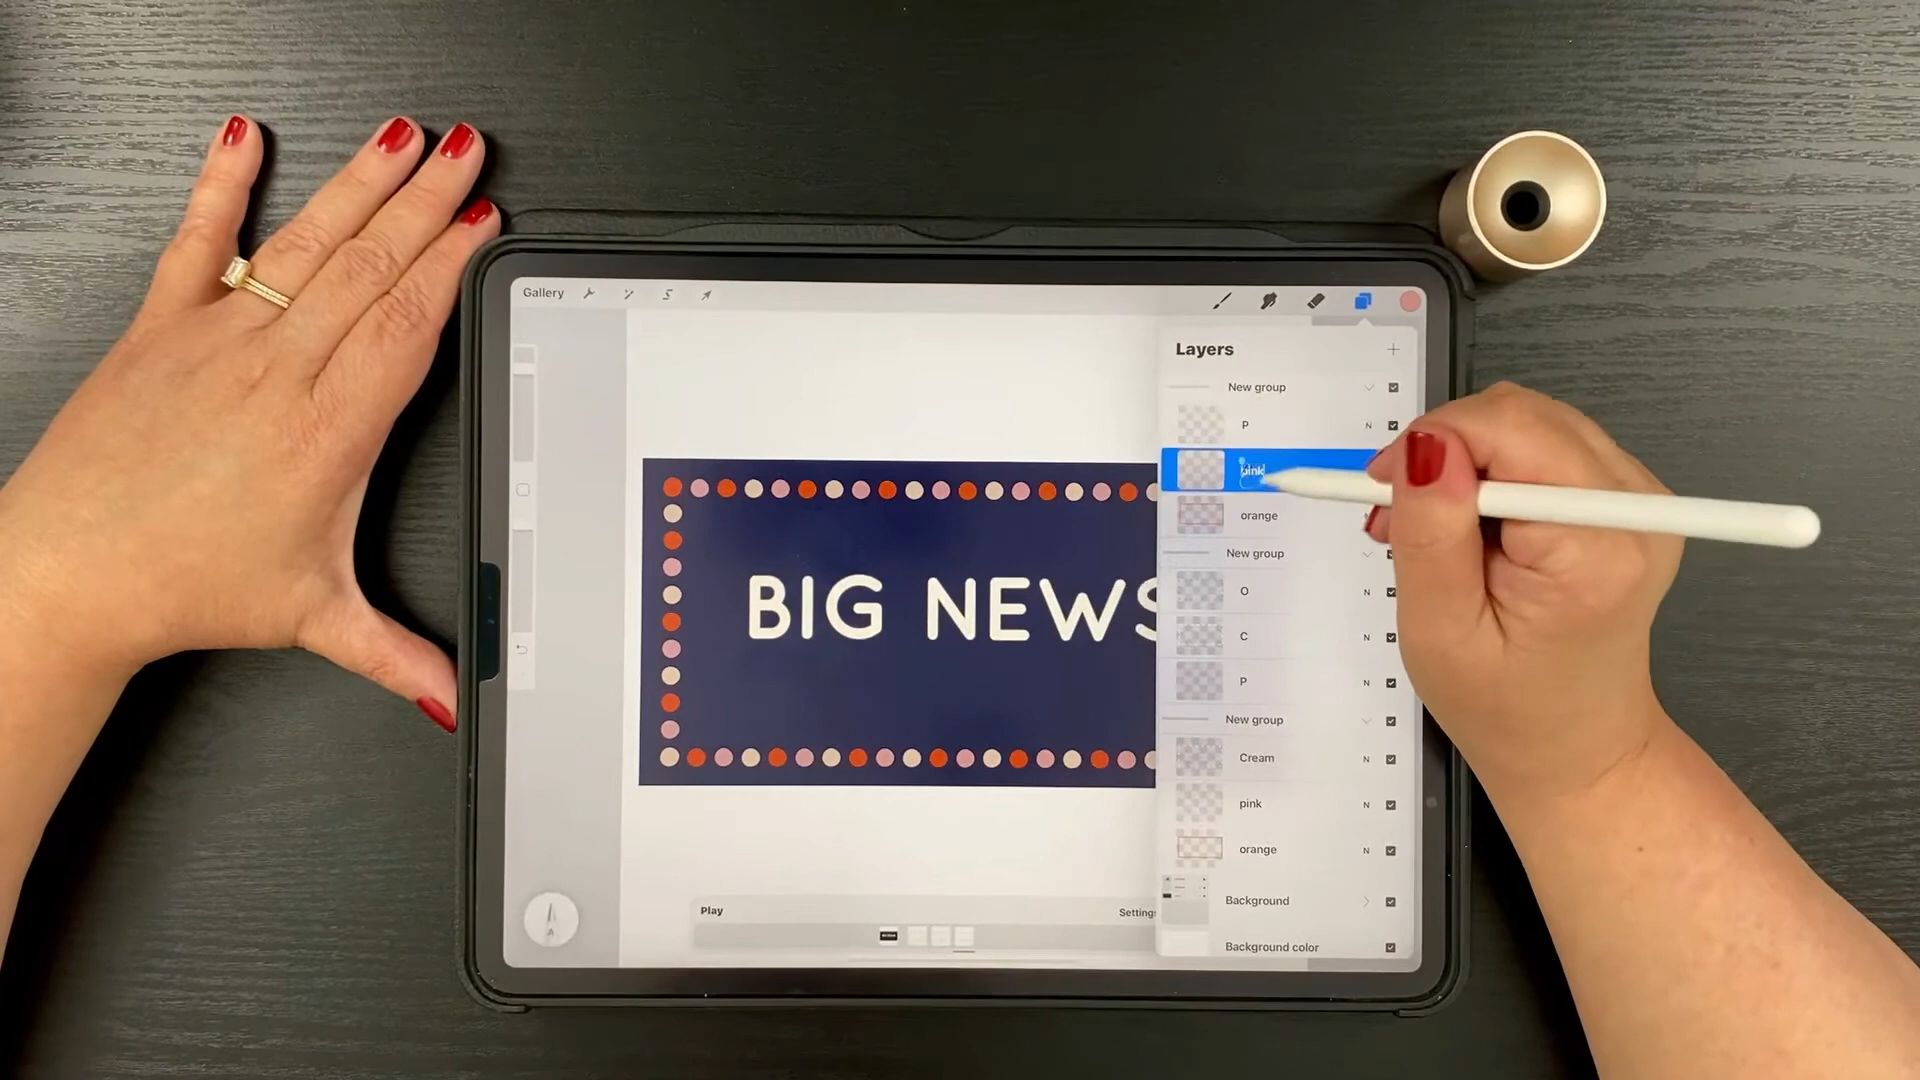 Gallery
Layers
New group
P
N
pink
orange
N
New group
BIG NEWS
O
N
C
N
P
N
New group
Cream
N
pink
N
orange
N
Background
Play
Settings
Background color